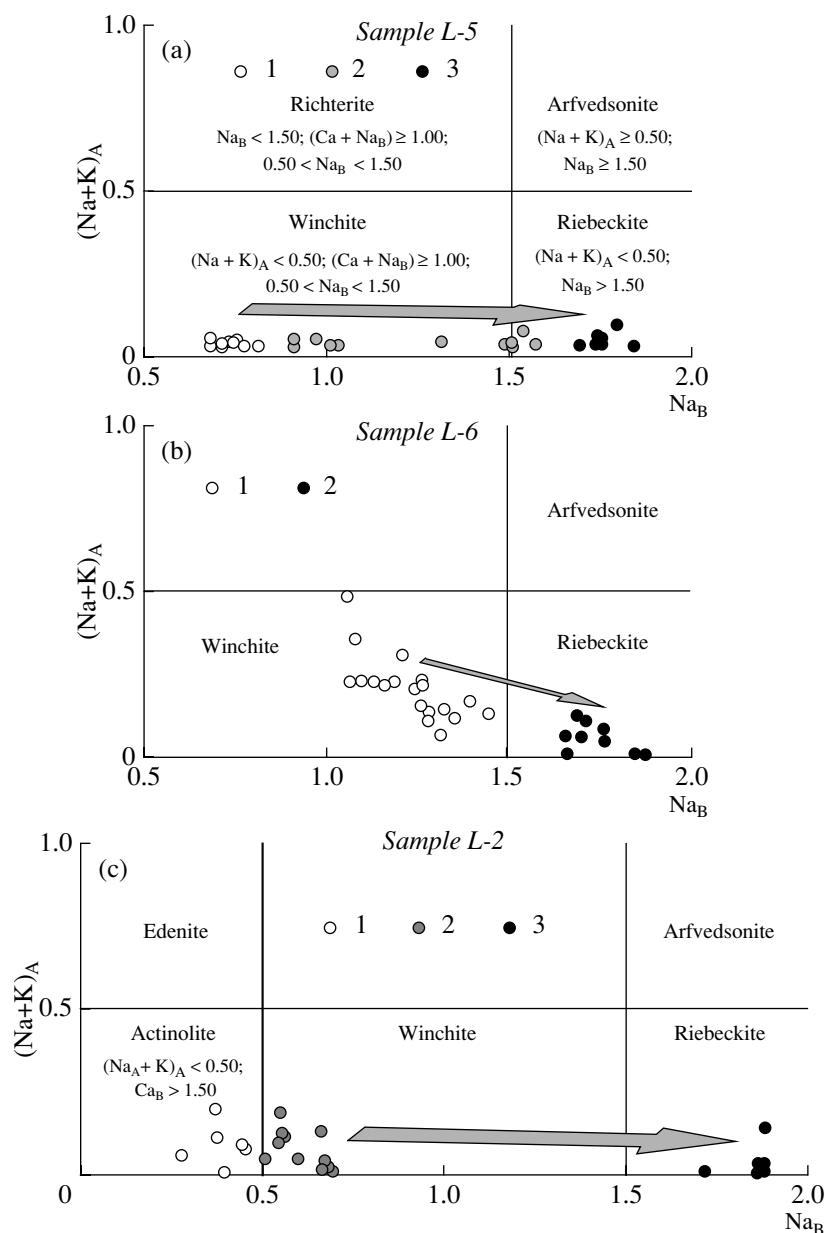 Sample L-5
(a)
1.0
1 2 3
Richterite
Arfvedsonite
Na_B < 1.50; (Ca + Na_B) ≥ 1.00;
0.50 < Na_B < 1.50
(Na + K)_A ≥ 0.50;
Na_B ≥ 1.50
0.5
(Na+K)_A
Winchite
Riebeckite
(Na + K)_A < 0.50; (Ca + Na_B) ≥ 1.00;
0.50 < Na_B < 1.50
(Na + K)_A < 0.50;
Na_B > 1.50
0
0.5 1.0 1.5 2.0
Na_B
Sample L-6
(b)
1.0
1 2
Arfvedsonite
0.5
(Na+K)_A
Winchite
Riebeckite
0
0.5 1.0 1.5 2.0
Na_B
Sample L-2
(c)
1.0
1 2 3
Edenite
Arfvedsonite
0.5
(Na+K)_A
Actinolite
Winchite
Riebeckite
(Na_A + K)_A < 0.50;
Ca_B > 1.50
0 0.5 1.0 1.5 2.0
Na_B